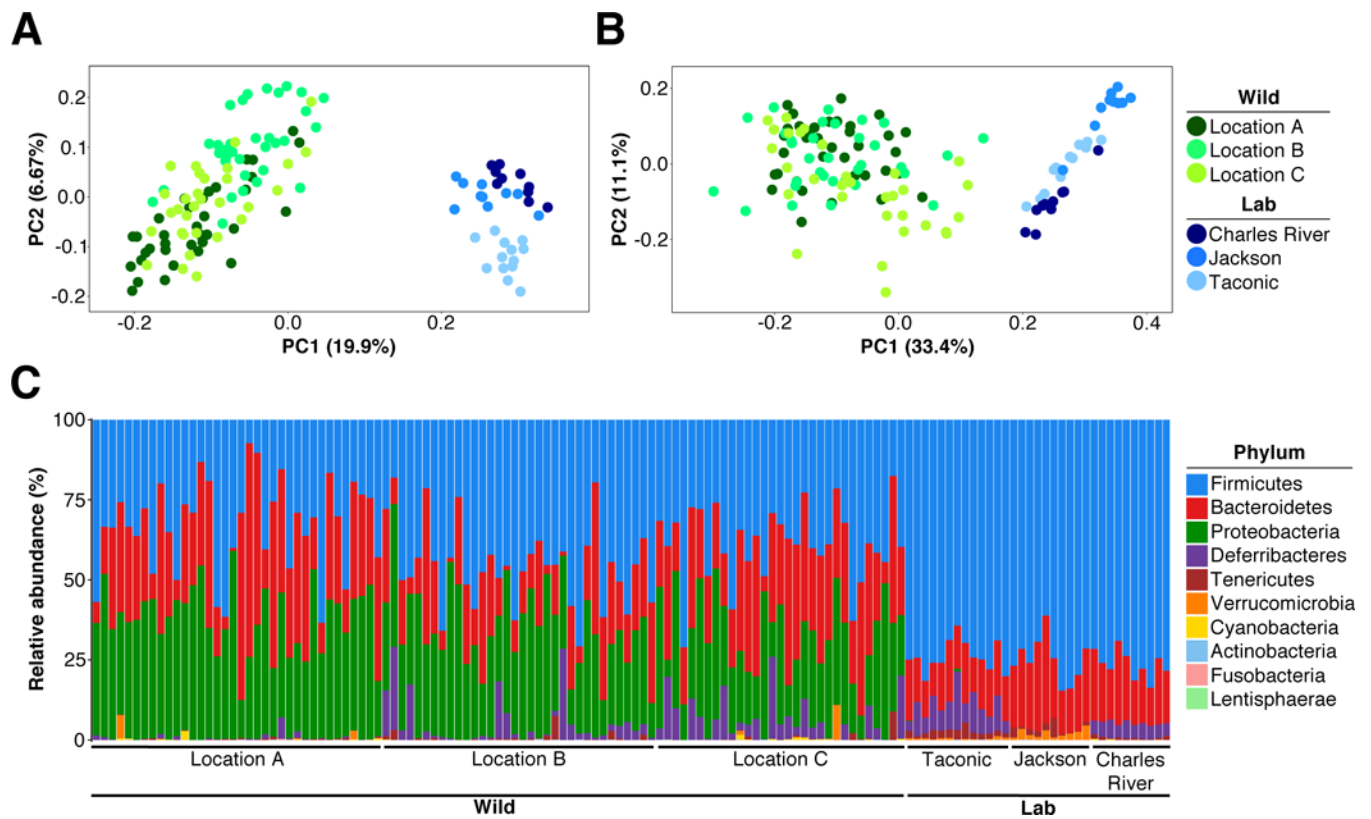 A
B
0.2
0.1
0.0
-0.1
-0.2
PC2 (6.67%)
-0.2
0.0
0.2
PC1 (19.9%)
0.2
0.0
-0.2
PC2 (11.1%)
-0.2
0.0
0.2
0.4
PC1 (33.4%)
Wild
Location A
Location B
Location C
Lab
Charles River
Jackson
Taconic
C
100
75
50
25
0
Relative abundance (%)
Location A
Location B
Location C
Taconic
Jackson
Charles
River
Wild
Lab
Phylum
Firmicutes
Bacteroidetes
Proteobacteria
Deferribacteres
Tenericutes
Verrucomicrobia
Cyanobacteria
Actinobacteria
Fusobacteria
Lentisphaerae